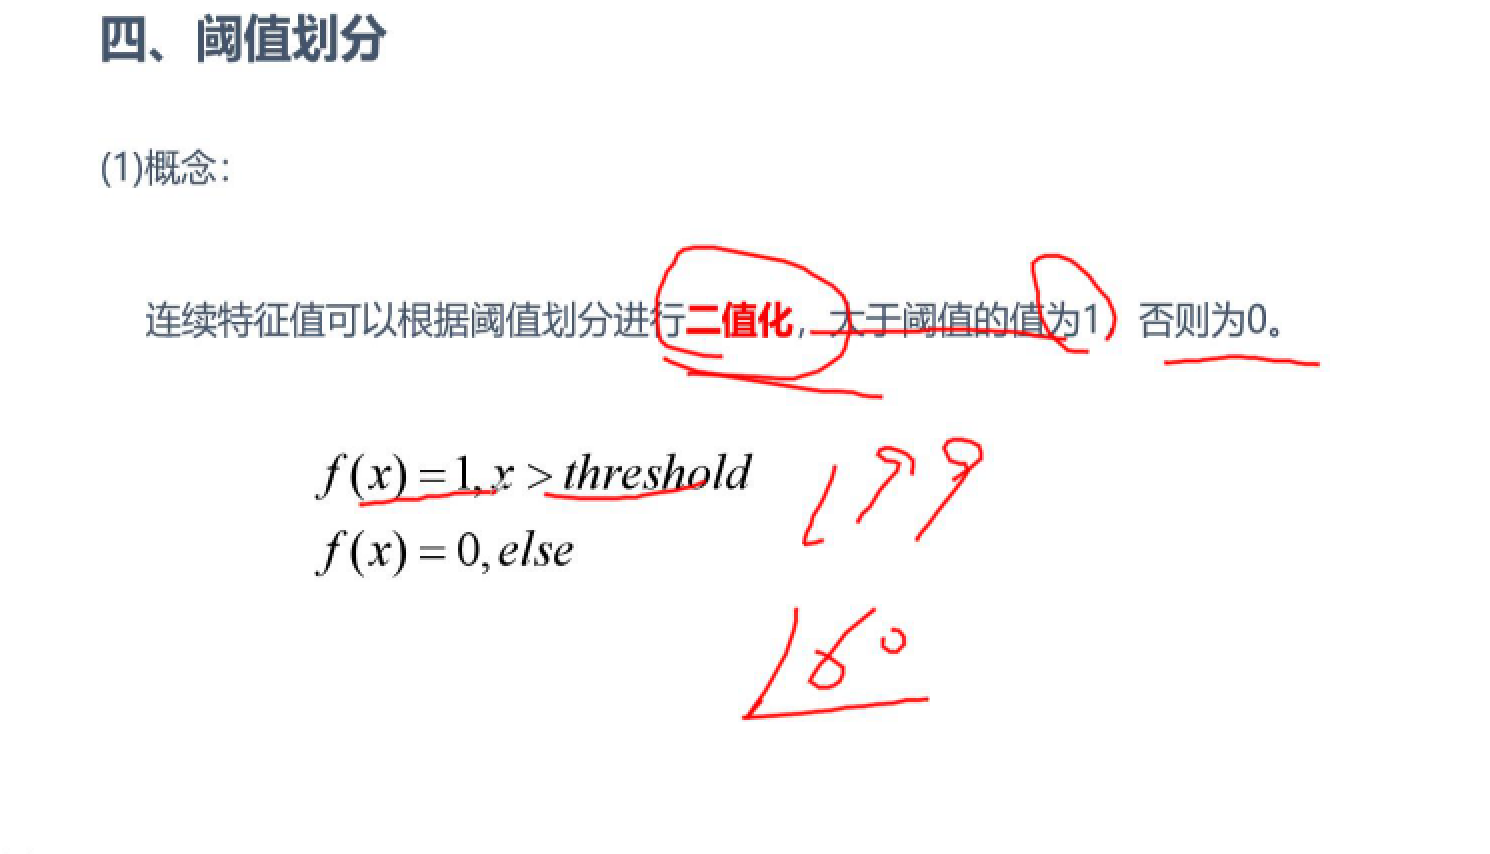 四、阈值划分
(1)概念：
连续特征值可以根据阈值划分进行二值化，大于阈值的值为1，否则为0。
f(x)=1,x>threshold
f(x)=0,else
199
160